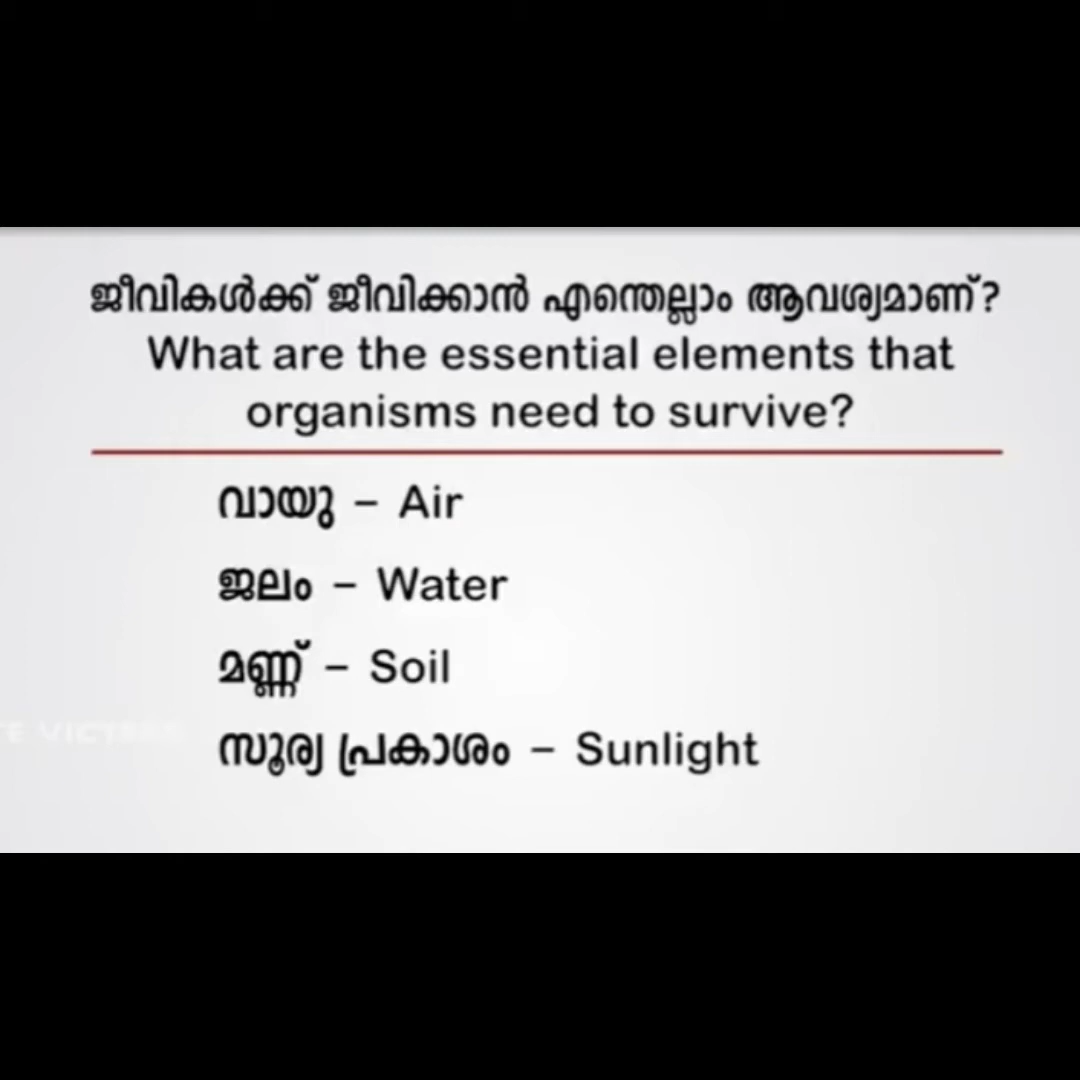 ജീവികൾക്ക് ജീവിക്കാൻ എന്തെല്ലാം ആവശ്യമാണ്?
What are the essential elements that
organisms need to survive?
വായു – Air
ജലം – Water
മണ്ണ് – Soil
സൂര്യ പ്രകാശം – Sunlight